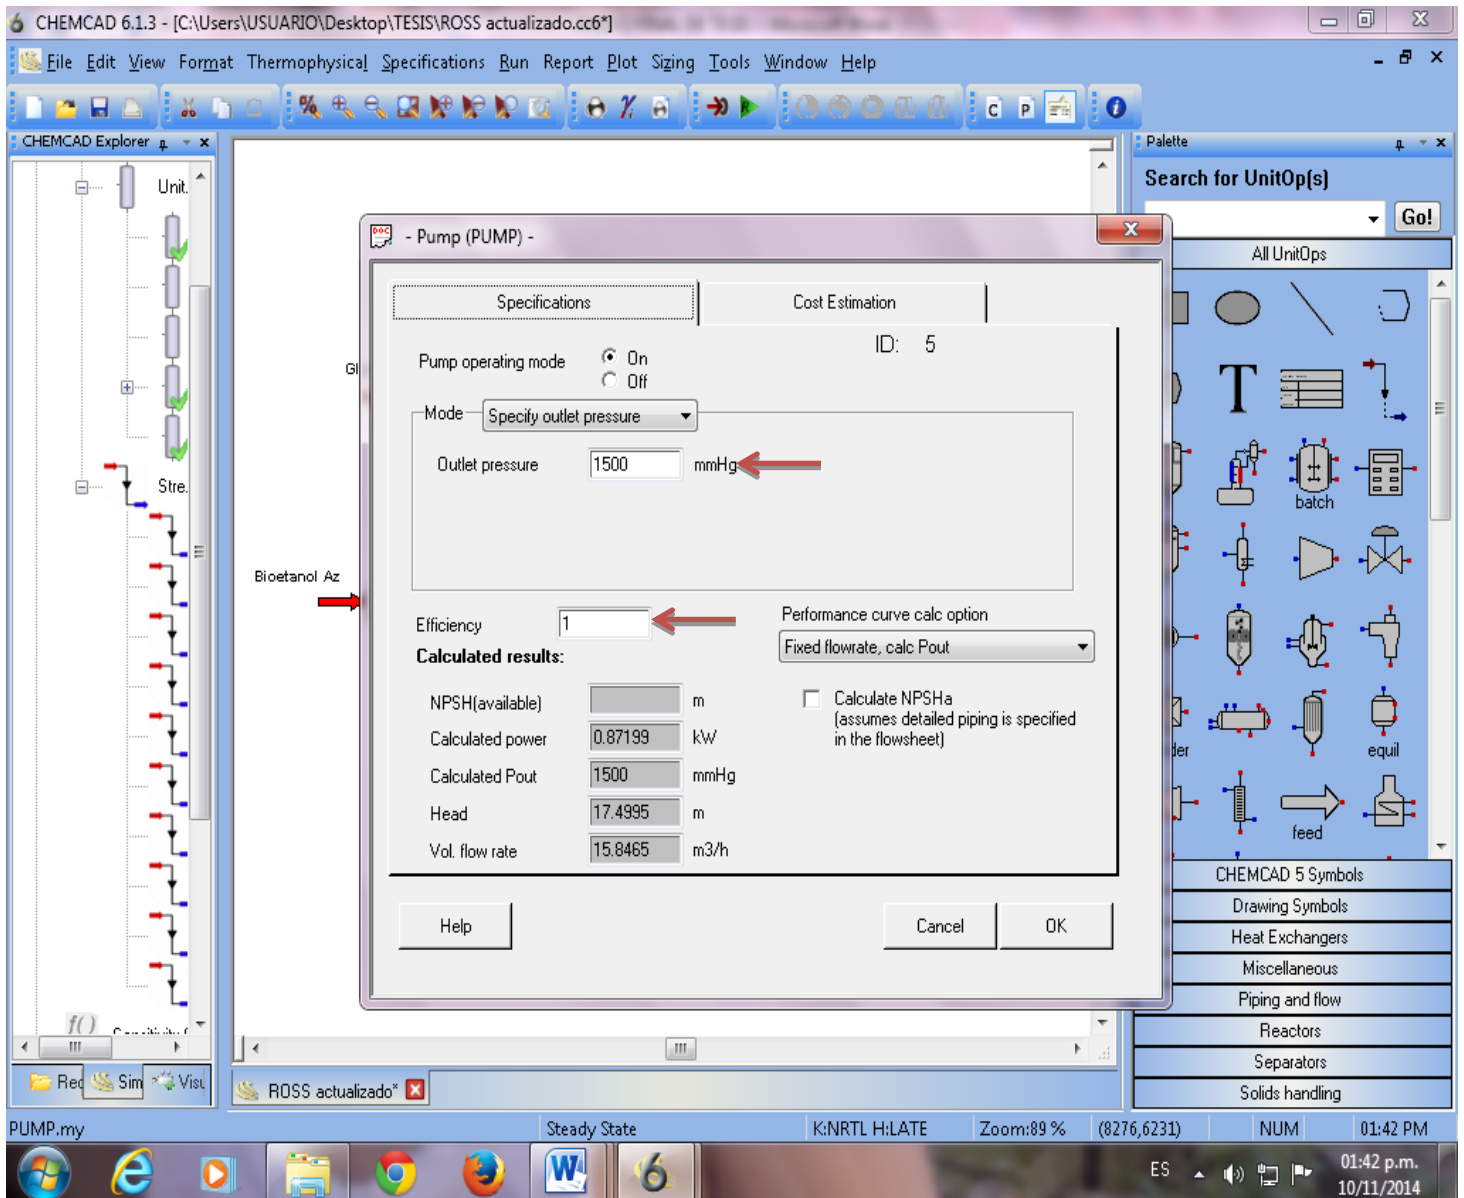 CHEMCAD 6.1.3 - [C:\Users\USUARIO\Desktop\TESIS\ROSS actualizado.cc6*]
File Edit View Format Thermophysical Specifications Run Report Plot Sizing Tools Window Help
C P
CHEMCAD Explorer
Palette
Unit.
Stre.
f()
Red Sim Visu
Search for UnitOp(s)
Go!
All UnitOps
T
batch
equil
feed
CHEMCAD 5 Symbols
Drawing Symbols
Heat Exchangers
Miscellaneous
Piping and flow
Reactors
Separators
Solids handling
Gl
Bioetanol Az
- Pump (PUMP) -
Specifications Cost Estimation
ID: 5
Pump operating mode On
Off
Mode Specify outlet pressure
Outlet pressure 1500 mmHg
Efficiency 1
Performance curve calc option
Fixed flowrate, calc Pout
Calculated results:
NPSH(available) m
Calculate NPSHa
(assumes detailed piping is specified
in the flowsheet)
Calculated power 0.87199 kW
Calculated Pout 1500 mmHg
Head 17.4995 m
Vol. flow rate 15.8465 m3/h
Help Cancel OK
ROSS actualizado*
PUMP.my Steady State K:NRTL H:LATE Zoom:89 % (8276,6231) NUM 01:42 PM
ES 01:42 p.m.
10/11/2014